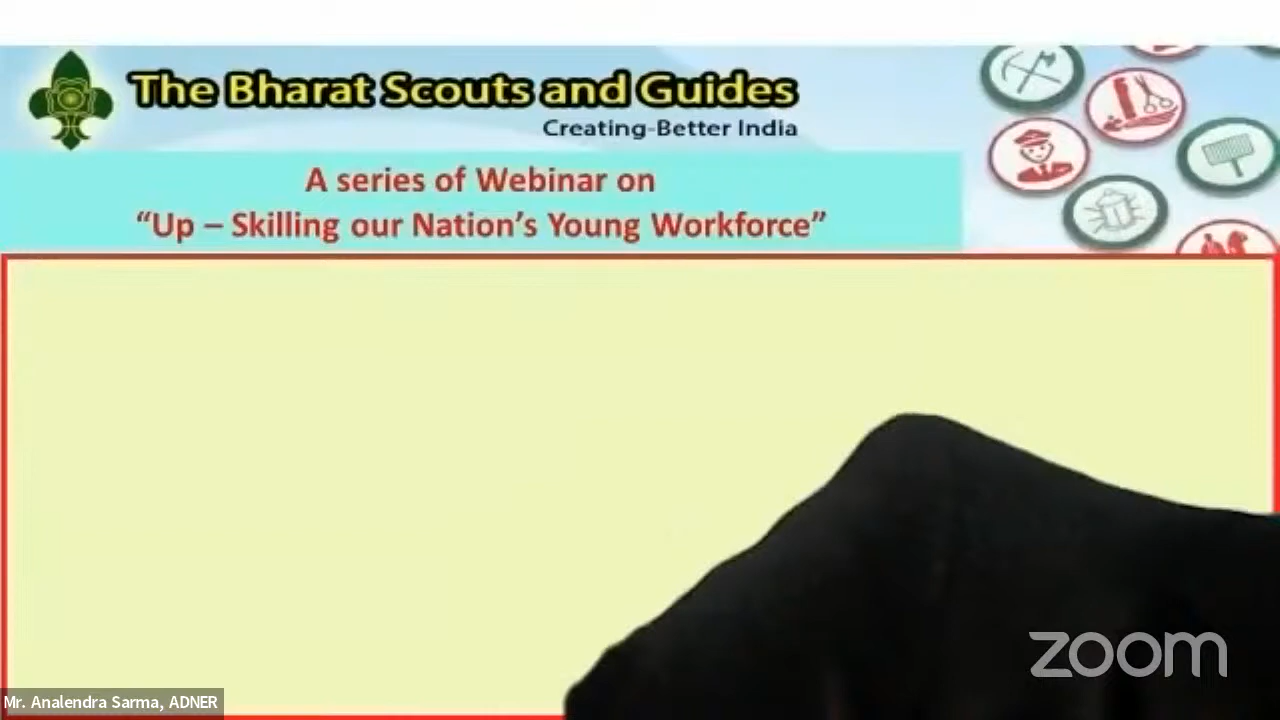 The Bharat Scouts and Guides
Creating-Better India
A series of Webinar on
“Up – Skilling our Nation’s Young Workforce”
zoom
Mr. Analendra Sarma, ADNER